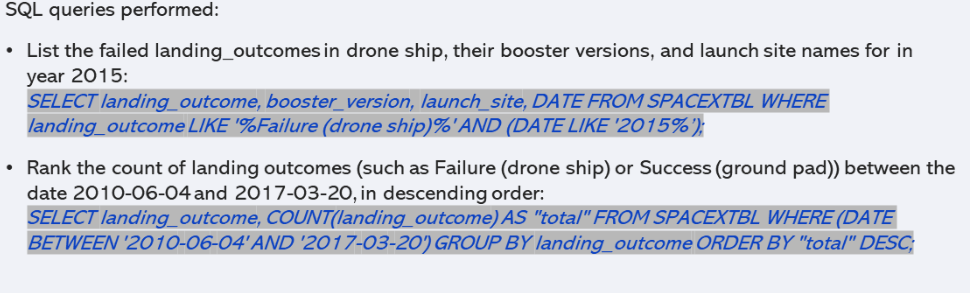 SQL queries performed:
• List the failed landing_outcomes in drone ship, their booster versions, and launch site names for in
year 2015:
SELECT landing_outcome, booster_version, launch_site, DATE FROM SPACEXTBL WHERE
landing_outcome LIKE '%Failure (drone ship)%' AND (DATE LIKE '2015%');
• Rank the count of landing outcomes (such as Failure (drone ship) or Success (ground pad)) between the
date 2010-06-04 and 2017-03-20, in descending order:
SELECT landing_outcome, COUNT(landing_outcome) AS "total" FROM SPACEXTBL WHERE (DATE
BETWEEN '2010-06-04' AND '2017-03-20') GROUP BY landing_outcome ORDER BY "total" DESC;